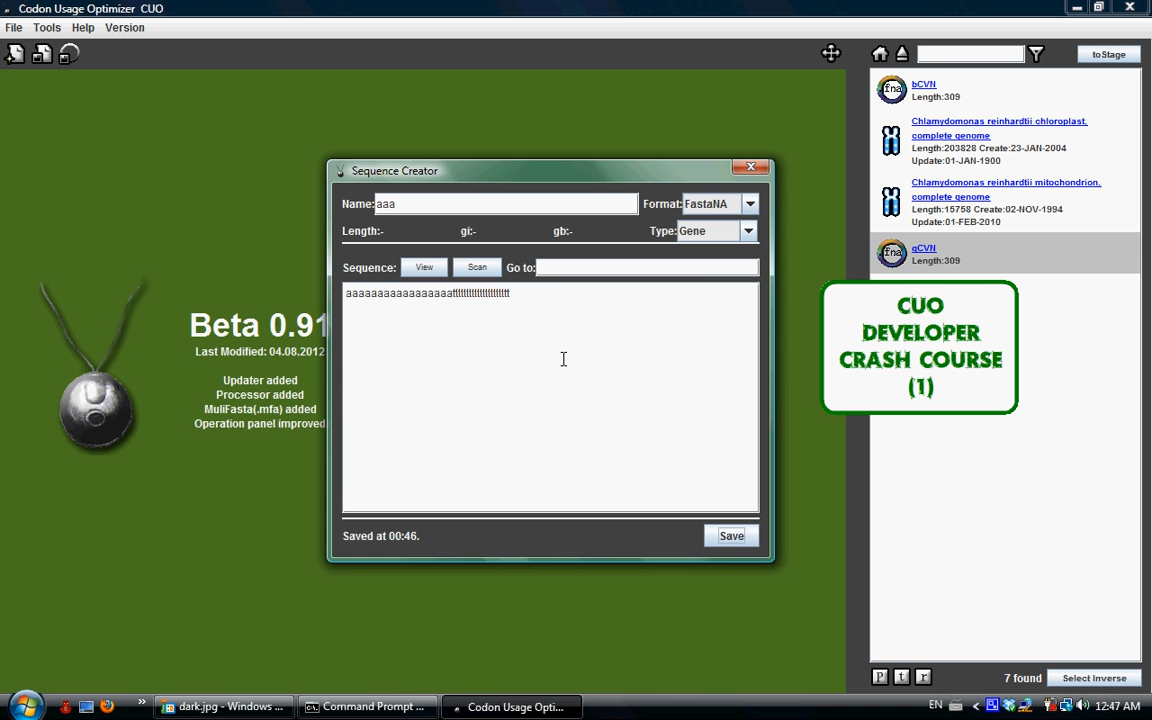 Codon Usage Optimizer CUO
File Tools Help Version
toStage
bCVN
Length:309
Chlamydomonas reinhardtii chloroplast,
complete genome
Length:203828 Create:23-JAN-2004
Update:01-JAN-1900
Chlamydomonas reinhardtii mitochondrion,
complete genome
Length:15758 Create:02-NOV-1994
Update:01-FEB-2010
gCVN
Length:309
Sequence Creator
Name: aaa Format: FastaNA
Length:- gi:- gb:- Type: Gene
Sequence: View Scan Go to:
Saved at 00:46. Save
Beta 0.91
Last Modified: 04.08.2012
Updater added
Processor added
MuliFasta(.mfa) added
Operation panel improved
CUO
DEVELOPER
CRASH COURSE
(1)
p t r 7 found Select Inverse
dark.jpg - Windows ... Command Prompt ... Codon Usage Opti... EN 12:47 AM